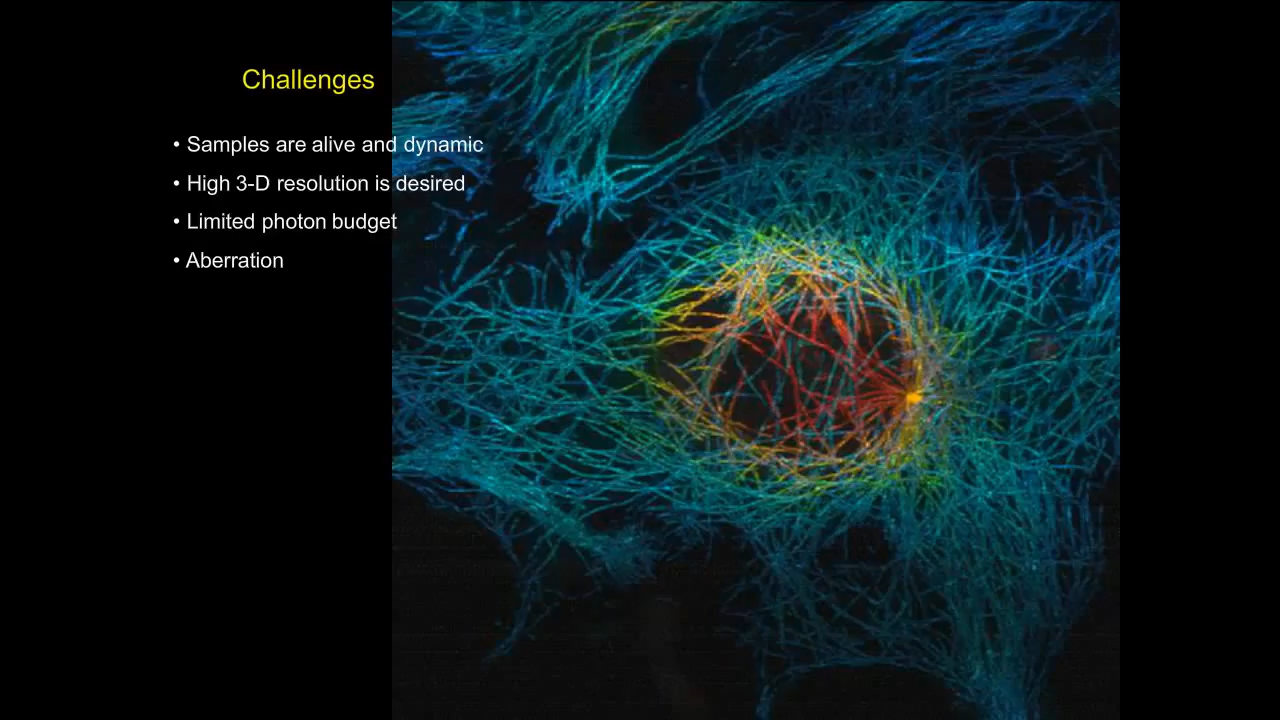 Challenges
• Samples are alive and dynamic
• High 3-D resolution is desired
• Limited photon budget
• Aberration